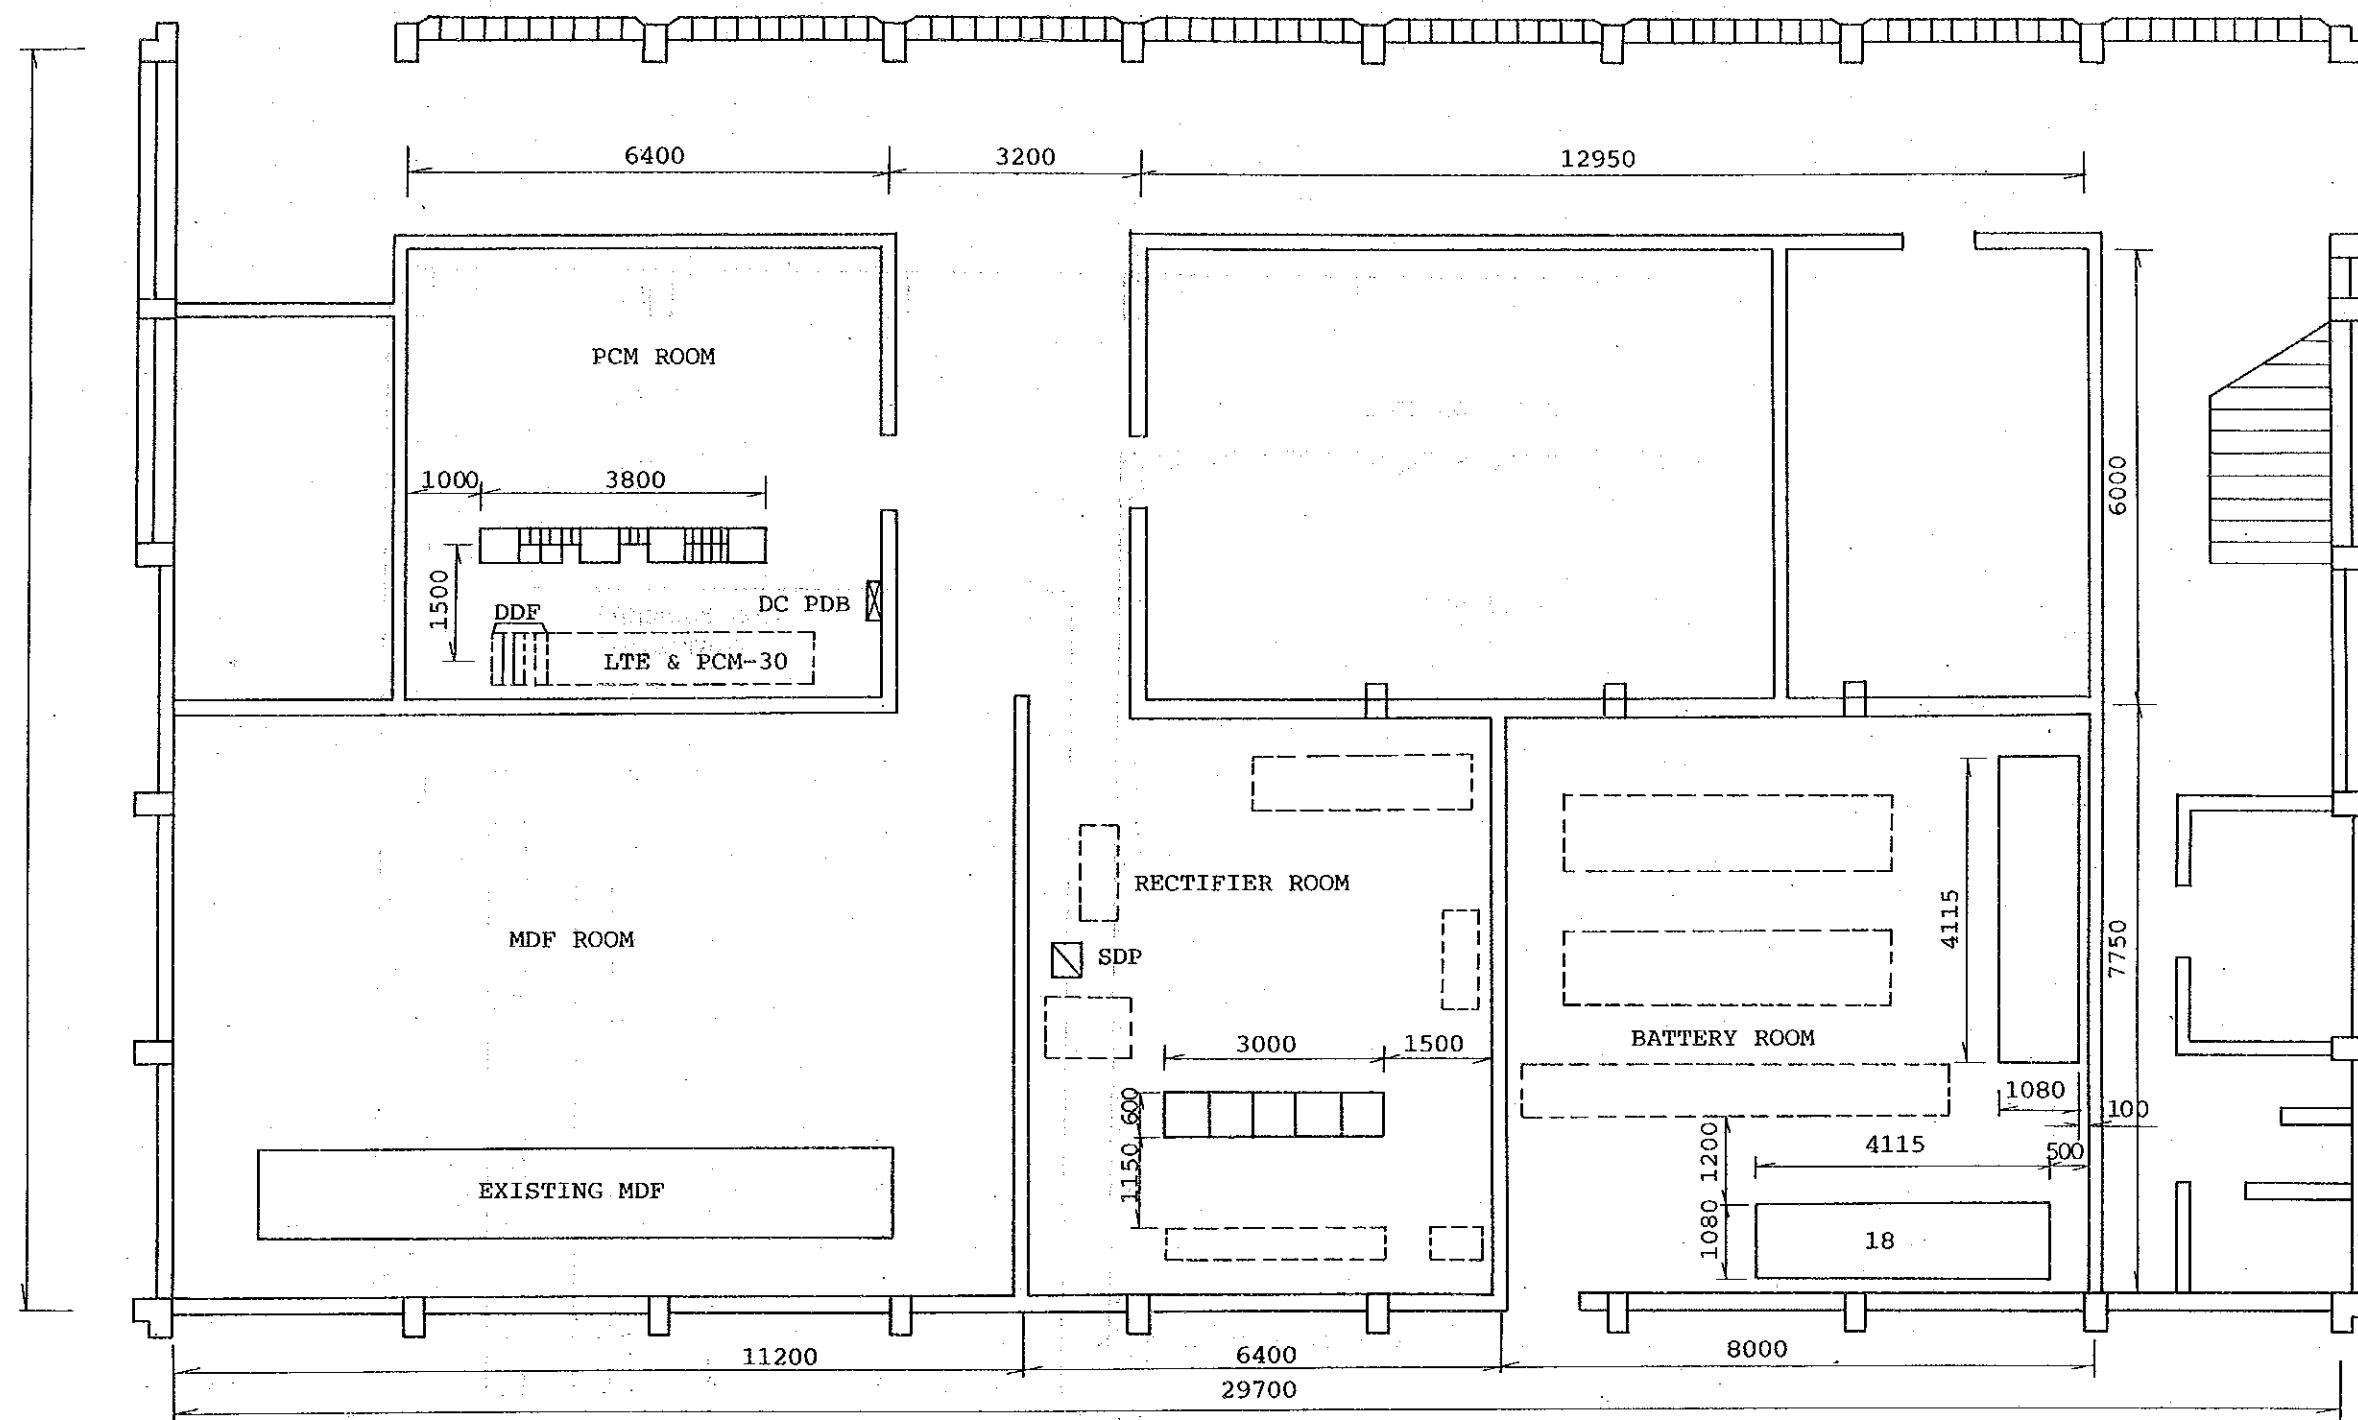 6400 3200 12950
PCM ROOM
1000 3800
6000
1500
DDF
DC PDB
LTE & PCM-30
RECTIFIER ROOM
4115
MDF ROOM
SDP
7750
BATTERY ROOM
3000 1500
600
1080
100
1150
1200
4115
500
EXISTING MDF
1080
18
11200 6400 8000
29700